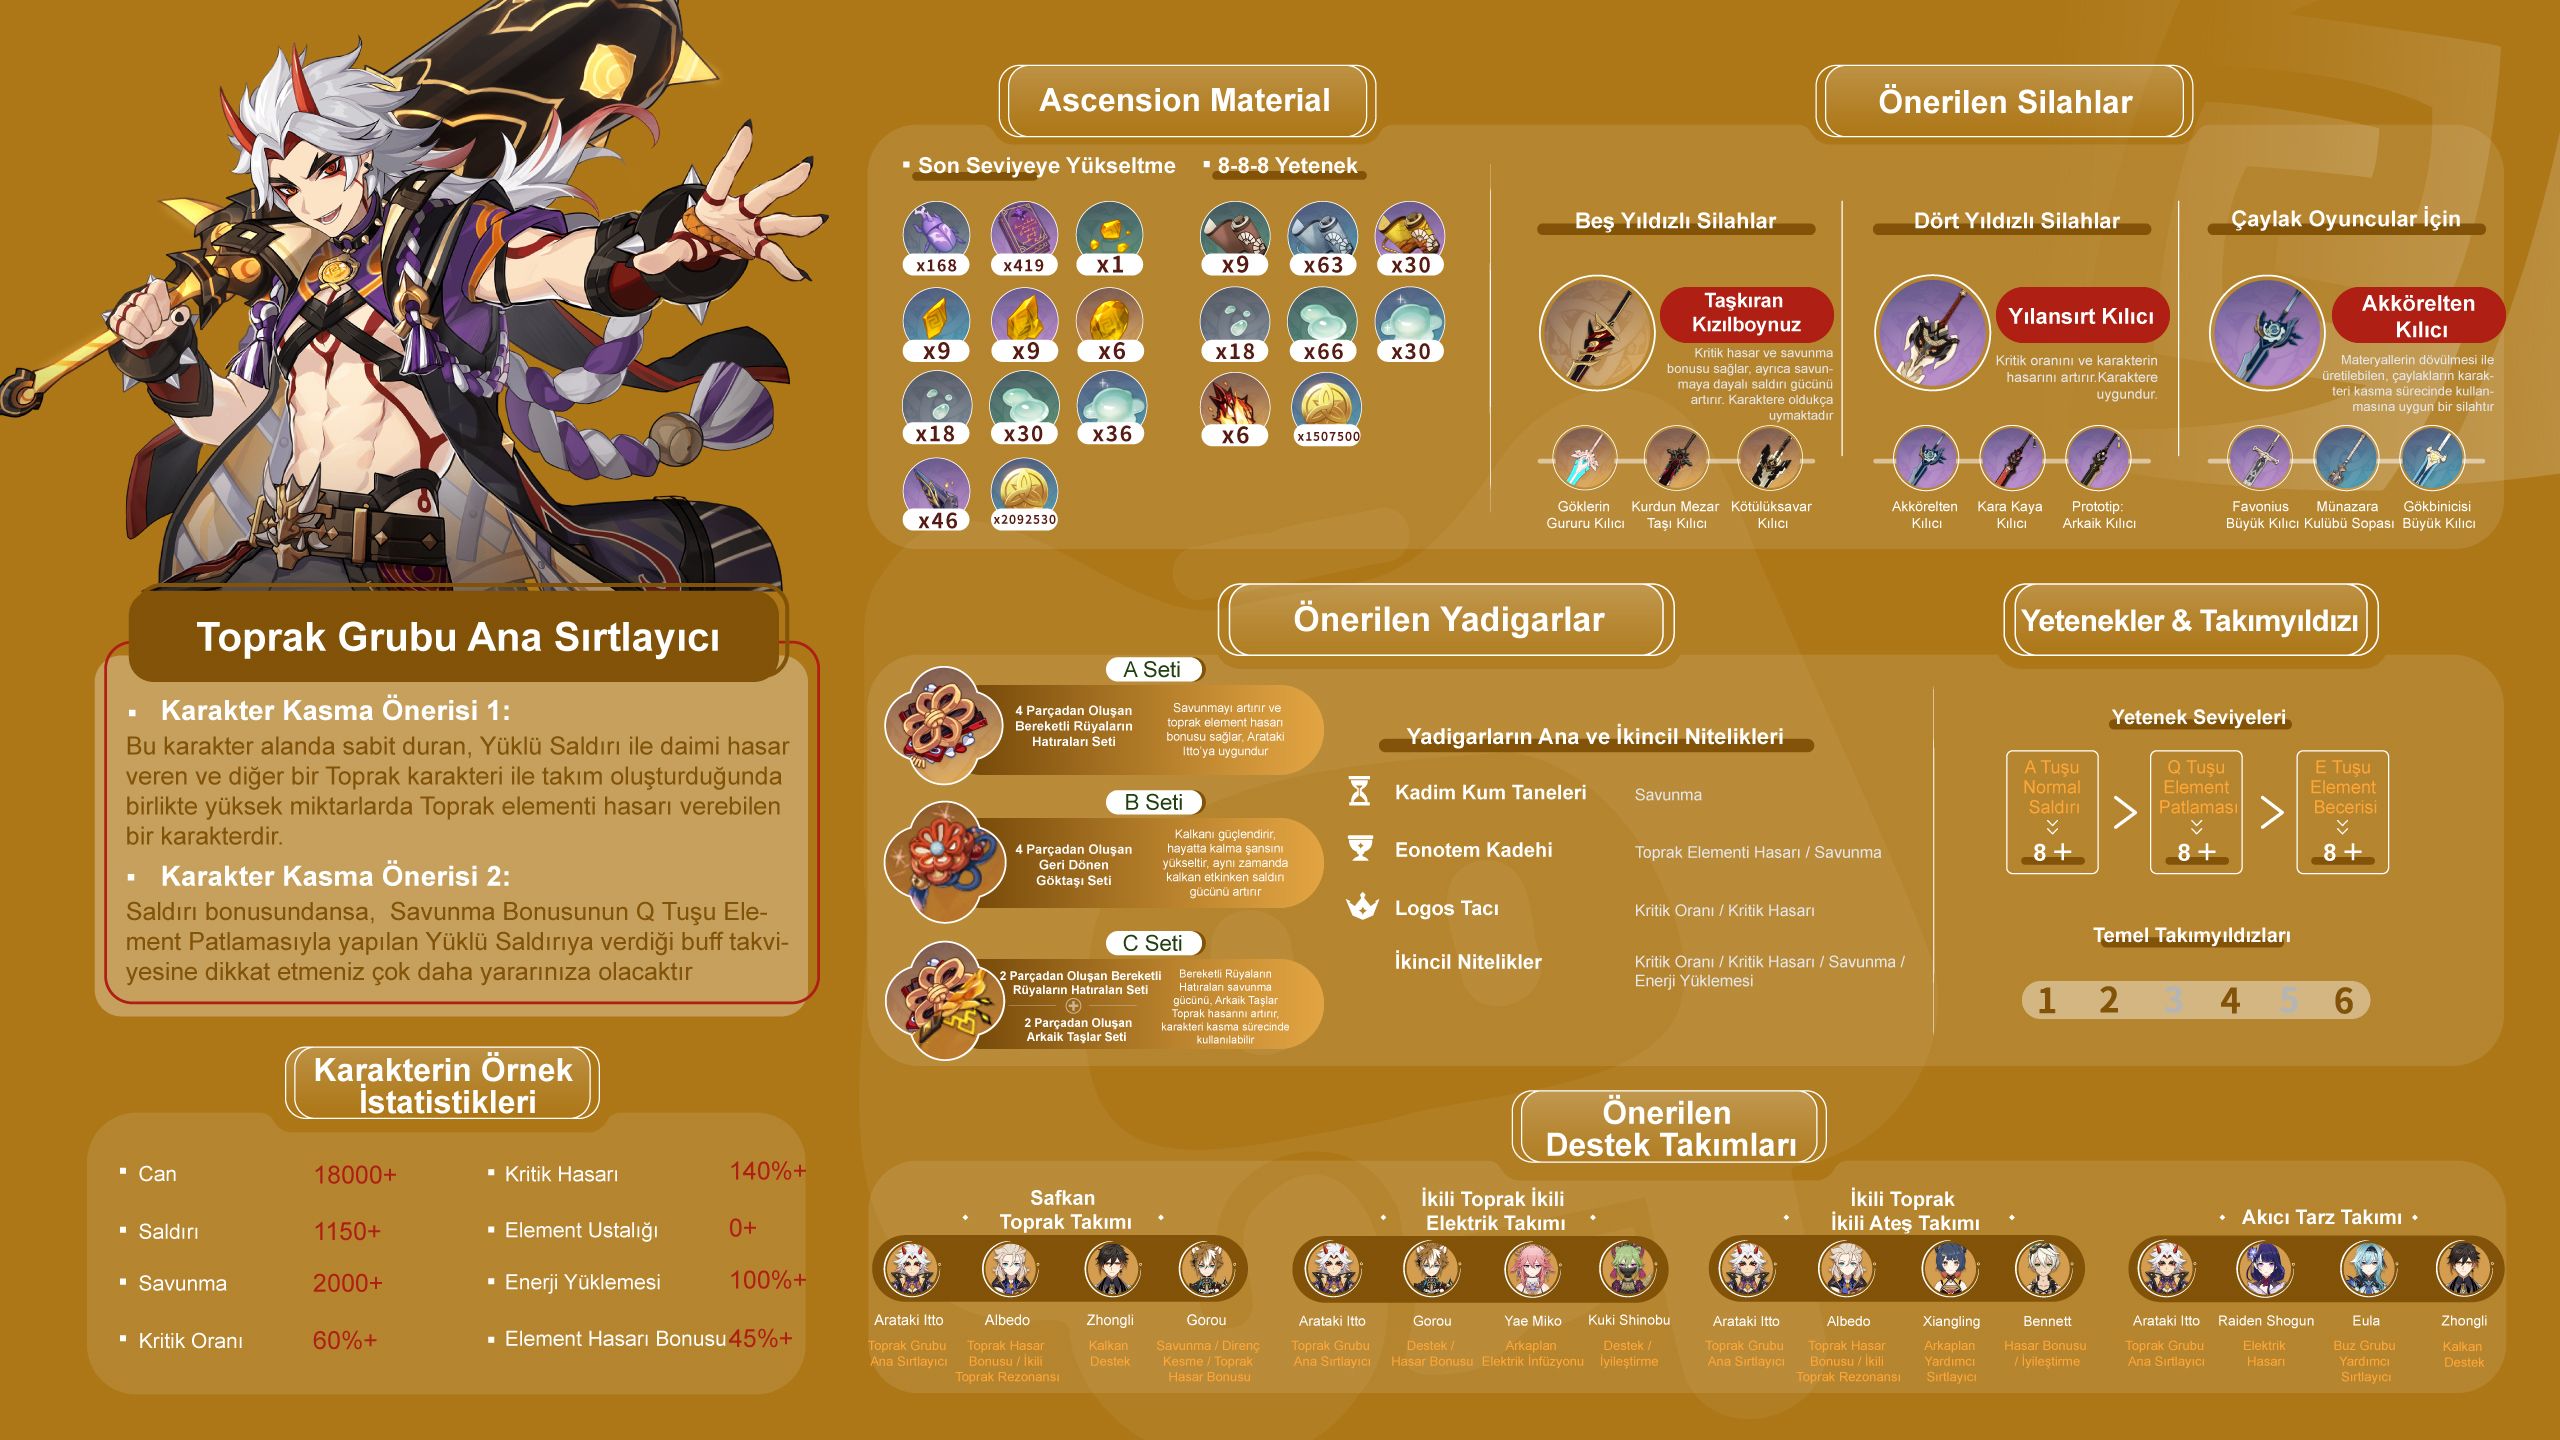 Toprak Grubu Ana Sırtlayıcı
Karakter Kasma Önerisi 1:
Bu karakter alanda sabit duran, Yüklü Saldırı ile daimi hasar
veren ve diğer bir Toprak karakteri ile takım oluşturduğunda
birlikte yüksek miktarlarda Toprak elementi hasarı verebilen
bir karakterdir.
Karakter Kasma Önerisi 2:
Saldırı bonusundansa, Savunma Bonusunun Q Tuşu Ele-
ment Patlamasıyla yapılan Yüklü Saldırıya verdiği buff takvi-
yesine dikkat etmeniz çok daha yararınıza olacaktır
Karakterin Örnek
İstatistikleri
Can 18000+
Saldırı 1150+
Savunma 2000+
Kritik Oranı 60%+
Kritik Hasarı 140%+
Element Ustalığı 0+
Enerji Yüklemesi 100%+
Element Hasarı Bonusu 45%+
Ascension Material
Son Seviyeye Yükseltme
x168 x419 x1
x9 x9 x6
x18 x30 x36
x46 x2092530
8-8-8 Yetenek
x9 x63 x30
x18 x66 x30
x6 x1507500
Önerilen Silahlar
Beş Yıldızlı Silahlar
Taşkıran
Kızılboynuz
Kritik hasar ve savunma
bonusu sağlar, ayrıca savun-
maya dayalı saldırı gücünü
artırır. Karaktere oldukça
uymaktadır
Göklerin
Gururu Kılıcı
Kurdun Mezar
Taşı Kılıcı
Kötülüksavar
Kılıcı
Dört Yıldızlı Silahlar
Yılansırt Kılıcı
Kritik oranını ve karakterin
hasarını artırır.Karaktere
uygundur.
Akkörelten
Kılıcı
Kara Kaya
Kılıcı
Prototip:
Arkaik Kılıcı
Çaylak Oyuncular İçin
Akkörelten
Kılıcı
Materyallerin dövülmesi ile
üretilebilen, çaylakların karak-
teri kasma sürecinde kullan-
masına uygun bir silahtır
Favonius
Büyük Kılıcı
Münazara
Kulübü Sopası
Gökbinicisi
Büyük Kılıcı
Önerilen Yadigarlar
A Seti
4 Parçadan Oluşan
Bereketli Rüyaların
Hatıraları Seti
Savunmayı artırır ve
toprak element hasarı
bonusu sağlar, Arataki
Itto'ya uygundur
B Seti
4 Parçadan Oluşan
Geri Dönen
Göktaşı Seti
Kalkanı güçlendirir,
hayatta kalma şansını
yükseltir, aynı zamanda
kalkan etkinken saldırı
gücünü artırır
C Seti
2 Parçadan Oluşan Bereketli
Rüyaların Hatıraları Seti
2 Parçadan Oluşan
Arkaik Taşlar Seti
Bereketli Rüyaların
Hatıraları savunma
gücünü, Arkaik Taşlar
Toprak hasarını artırır,
karakteri kasma sürecinde
kullanılabilir
Yadigarların Ana ve İkincil Nitelikleri
Kadim Kum Taneleri Savunma
Eonotem Kadehi Toprak Elementi Hasarı / Savunma
Logos Tacı Kritik Oranı / Kritik Hasarı
İkincil Nitelikler Kritik Oranı / Kritik Hasarı / Savunma /
Enerji Yüklemesi
Yetenekler & Takımyıldızı
Yetenek Seviyeleri
A Tuşu
Normal
Saldırı
8 +
Q Tuşu
Element
Patlaması
8 +
E Tuşu
Element
Becerisi
8 +
Temel Takımyıldızları
1 2 3 4 5 6
Önerilen
Destek Takımları
Safkan
Toprak Takımı
Arataki Itto
Toprak Grubu
Ana Sırtlayıcı
Albedo
Toprak Hasar
Bonusu / İkili
Toprak Rezonansı
Zhongli
Kalkan
Destek
Gorou
Savunma / Direnç
Kesme / Toprak
Hasar Bonusu
İkili Toprak İkili
Elektrik Takımı
Arataki Itto
Toprak Grubu
Ana Sırtlayıcı
Gorou
Destek /
Hasar Bonusu
Yae Miko
Arkaplan
Elektrik İnfüzyonu
Kuki Shinobu
Destek /
İyileştirme
İkili Toprak
İkili Ateş Takımı
Arataki Itto
Toprak Grubu
Ana Sırtlayıcı
Albedo
Toprak Hasar
Bonusu / İkili
Toprak Rezonansı
Xiangling
Arkaplan
Yardımcı
Sırtlayıcı
Bennett
Hasar Bonusu
/ İyileştirme
Akıcı Tarz Takımı
Arataki Itto
Toprak Grubu
Ana Sırtlayıcı
Raiden Shogun
Elektrik
Hasarı
Eula
Buz Grubu
Yardımcı
Sırtlayıcı
Zhongli
Kalkan
Destek